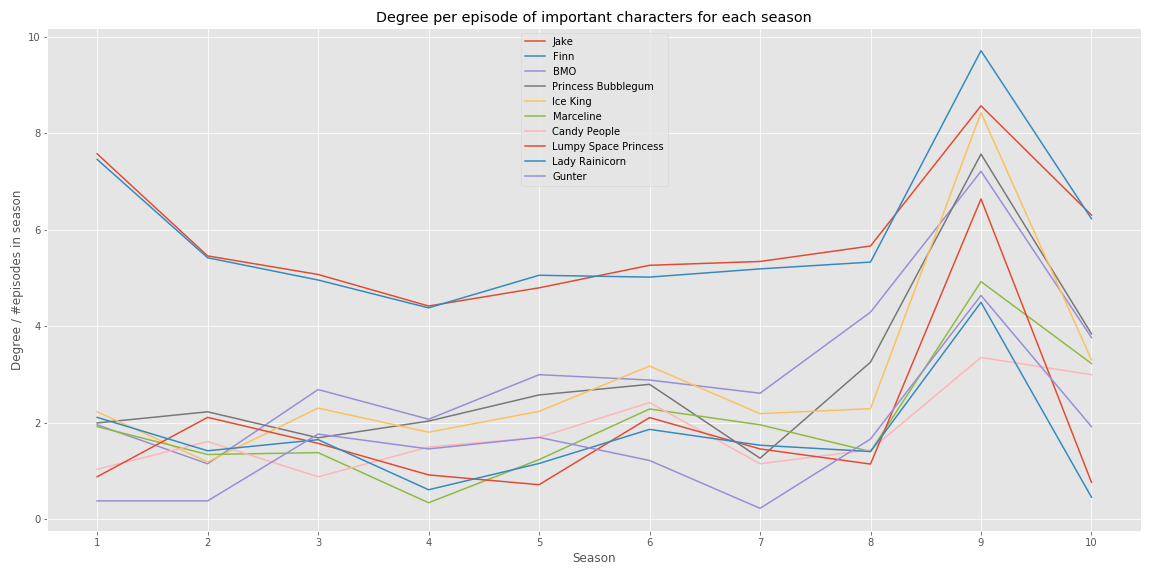 Degree per episode of important characters for each season
Jake
Finn
BMO
Princess Bubblegum
Ice King
Marceline
Candy People
Lumpy Space Princess
Lady Rainicorn
Gunter
Degree / #episodes in season
10
8
6
4
2
0
1 2 3 4 5 6 7 8 9 10
Season